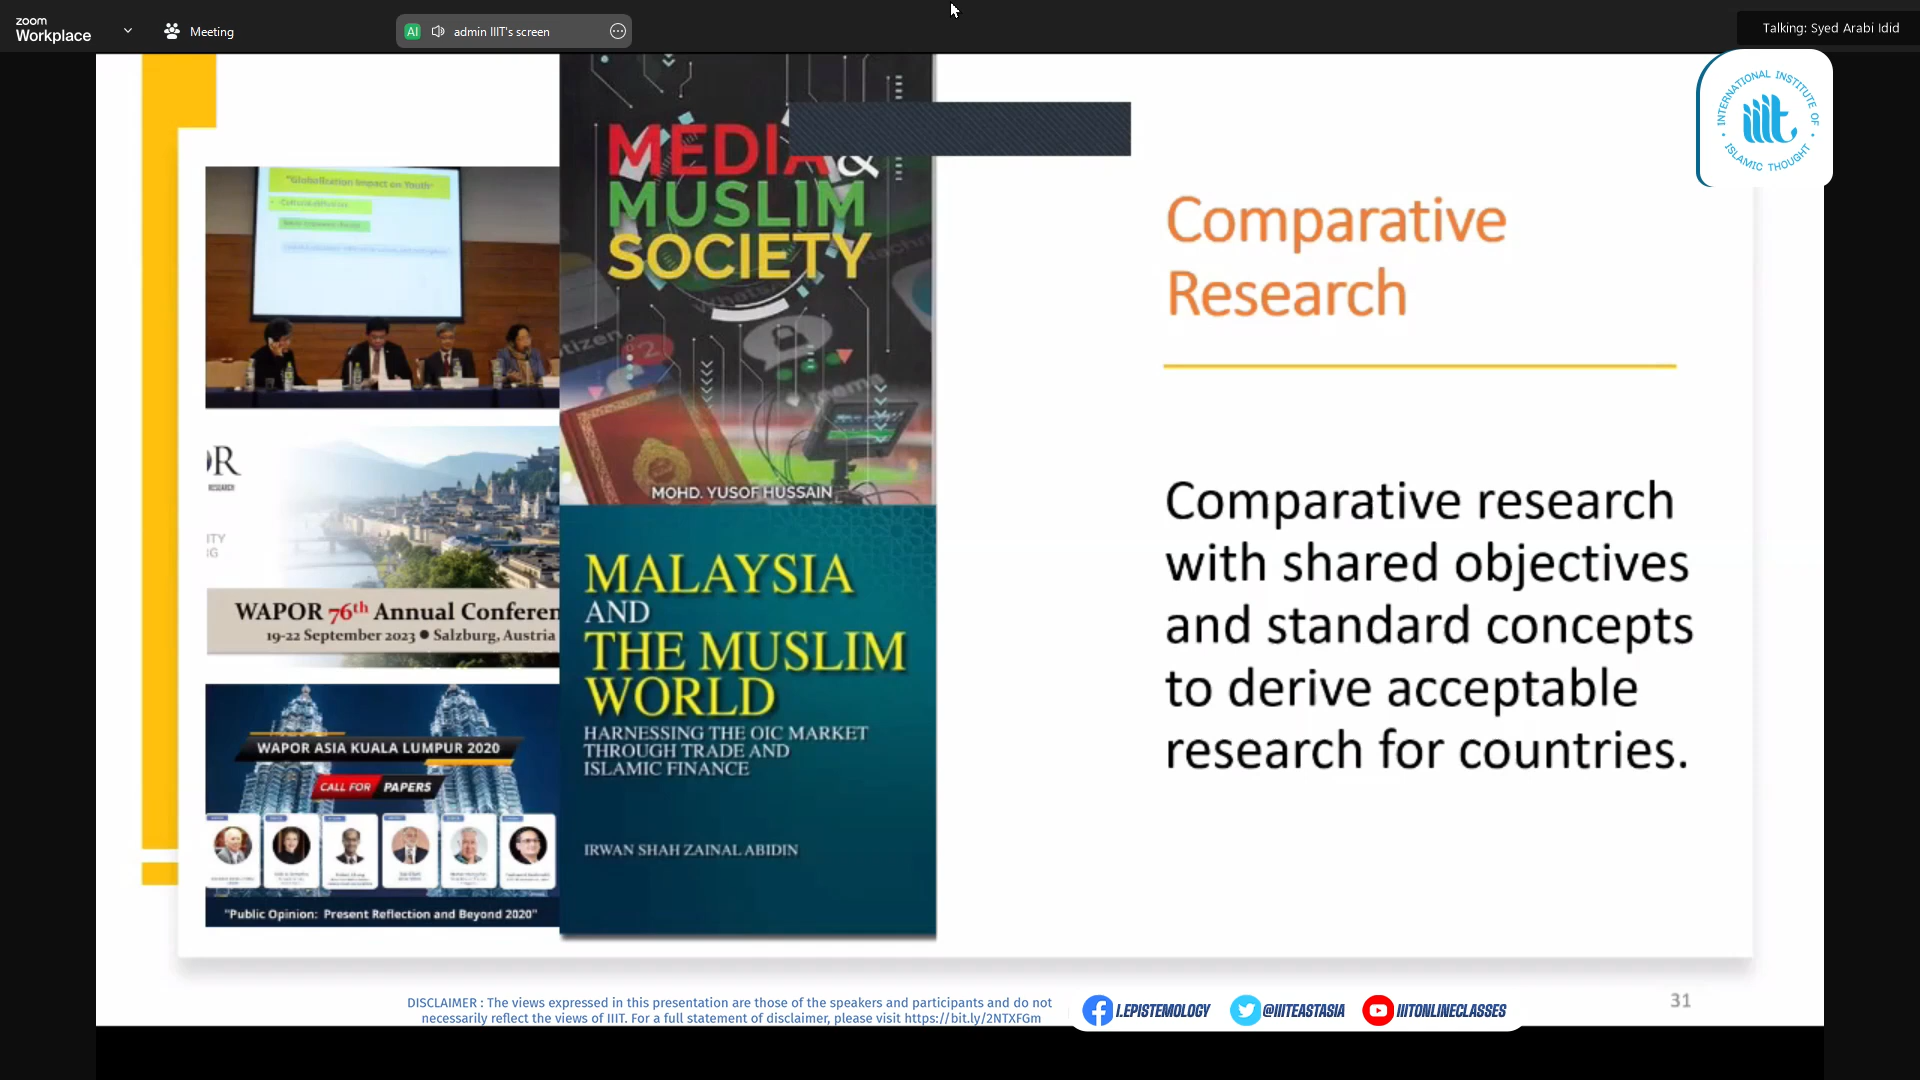 zoom
Workplace
Meeting
AI
admin IIIT's screen
Talking: Syed Arabi Idid
INTERNATIONAL INSTITUTE OF
iiit
ISLAMIC THOUGHT
"Globalization Impact on Youth"
MEDIA &
MUSLIM
SOCIETY
MOHD. YUSOF HUSSAIN
OR
RESEARCH
WAPOR 76th Annual Conferen
19-22 September 2023 ● Salzburg, Austria
WAPOR ASIA KUALA LUMPUR 2020
CALL FOR PAPERS
"Public Opinion: Present Reflection and Beyond 2020"
MALAYSIA
AND
THE MUSLIM
WORLD
HARNESSING THE OIC MARKET
THROUGH TRADE AND
ISLAMIC FINANCE
IRWAN SHAH ZAINAL ABIDIN
Comparative
Research
Comparative research
with shared objectives
and standard concepts
to derive acceptable
research for countries.
DISCLAIMER : The views expressed in this presentation are those of the speakers and participants and do not
necessarily reflect the views of IIIT. For a full statement of disclaimer, please visit https://bit.ly/2NTXFGm
I.EPISTEMOLOGY
@IIITEASTASIA
IIITONLINECLASSES
31